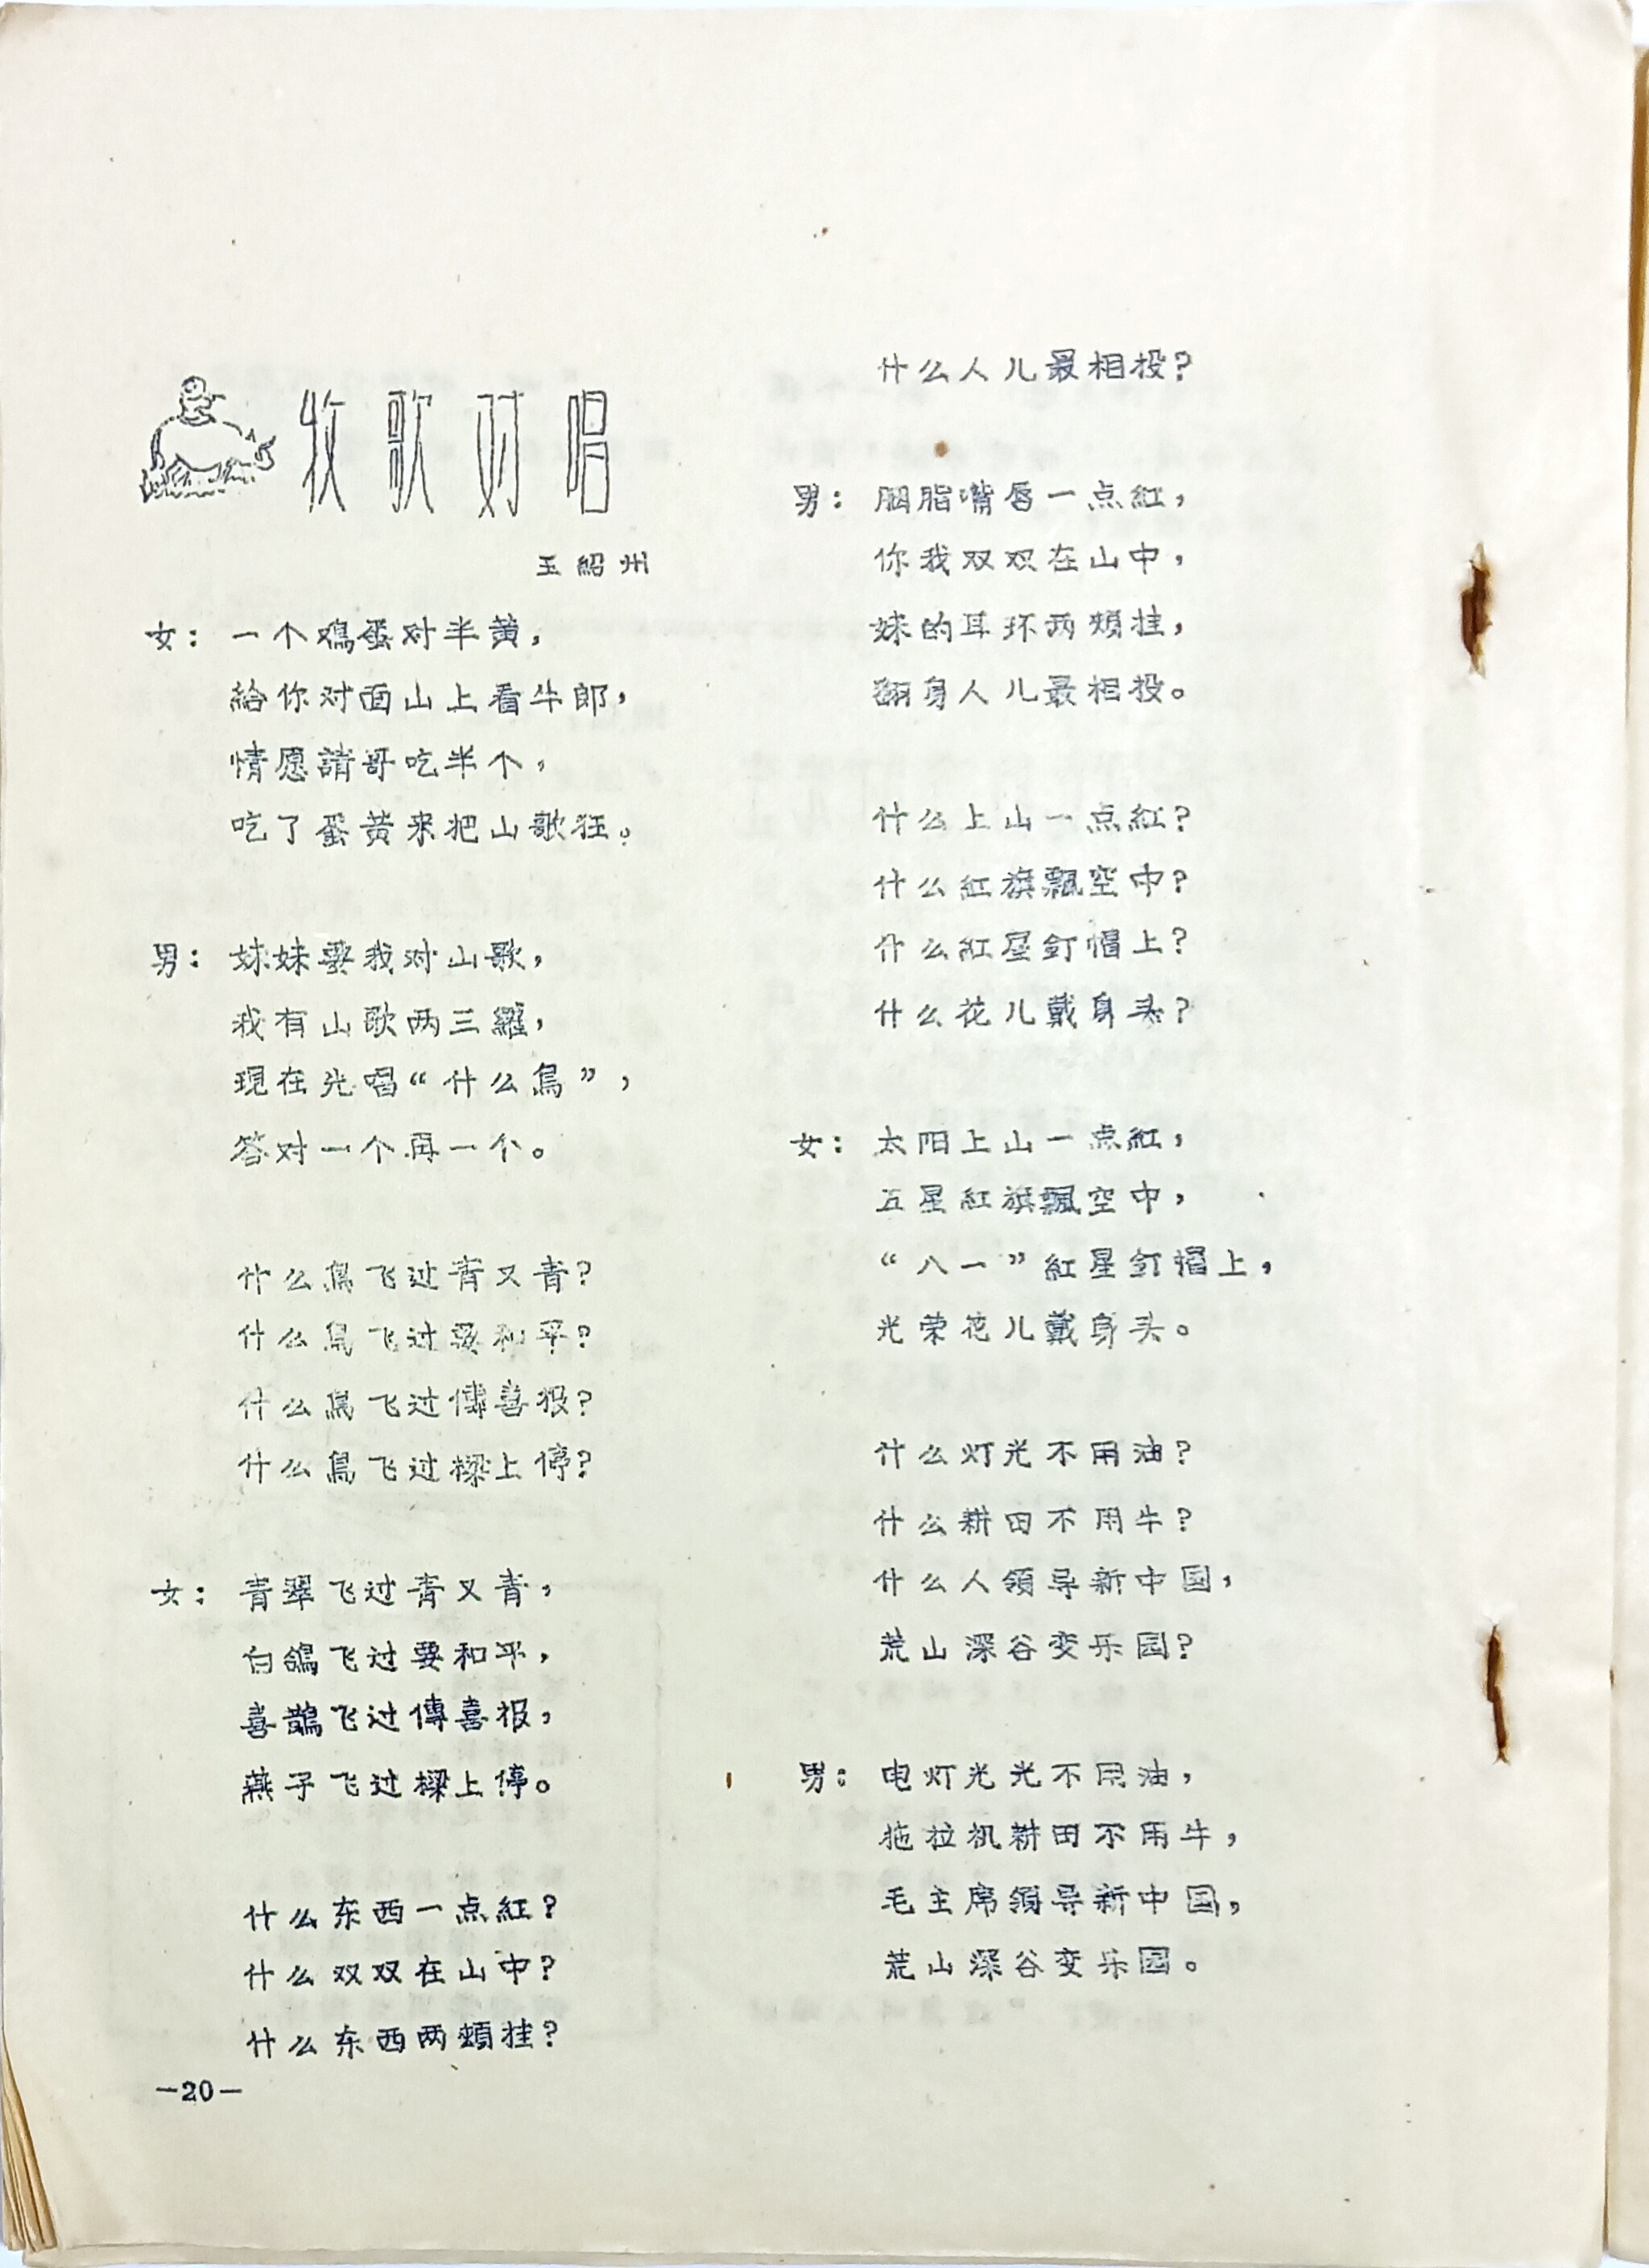 牧歌对唱
玉紹州
女：一个鸡蛋对半黄，
給你对面山上看牛郎，
情愿請哥吃半个，
吃了蛋黄来把山歌狂。
男：妹妹要我对山歌，
我有山歌两三籮，
現在先唱“什么鳥”，
答对一个再一个。
什么鳥飞过青又青？
什么鳥飞过要和平？
什么鳥飞过傳喜报？
什么鳥飞过樑上停？
女：青翠飞过青又青，
白鴿飞过要和平，
喜鵲飞过傳喜报，
燕子飞过樑上停。
什么东西一点紅？
什么双双在山中？
什么东西两頰挂？
—20—
什么人儿最相投？
男：胭脂嘴唇一点紅，
你我双双在山中，
妹的耳环两頰挂，
翻身人儿最相投。
什么上山一点紅？
什么紅旗飄空中？
什么紅星釘帽上？
什么花儿戴身头？
女：太阳上山一点紅，
五星紅旗飄空中，
“八一”紅星釘帽上，
光荣花儿戴身头。
什么灯光不用油？
什么耕田不用牛？
什么人領导新中国，
荒山深谷变乐园？
男：电灯光光不用油，
拖拉机耕田不用牛，
毛主席領导新中国，
荒山深谷变乐园。